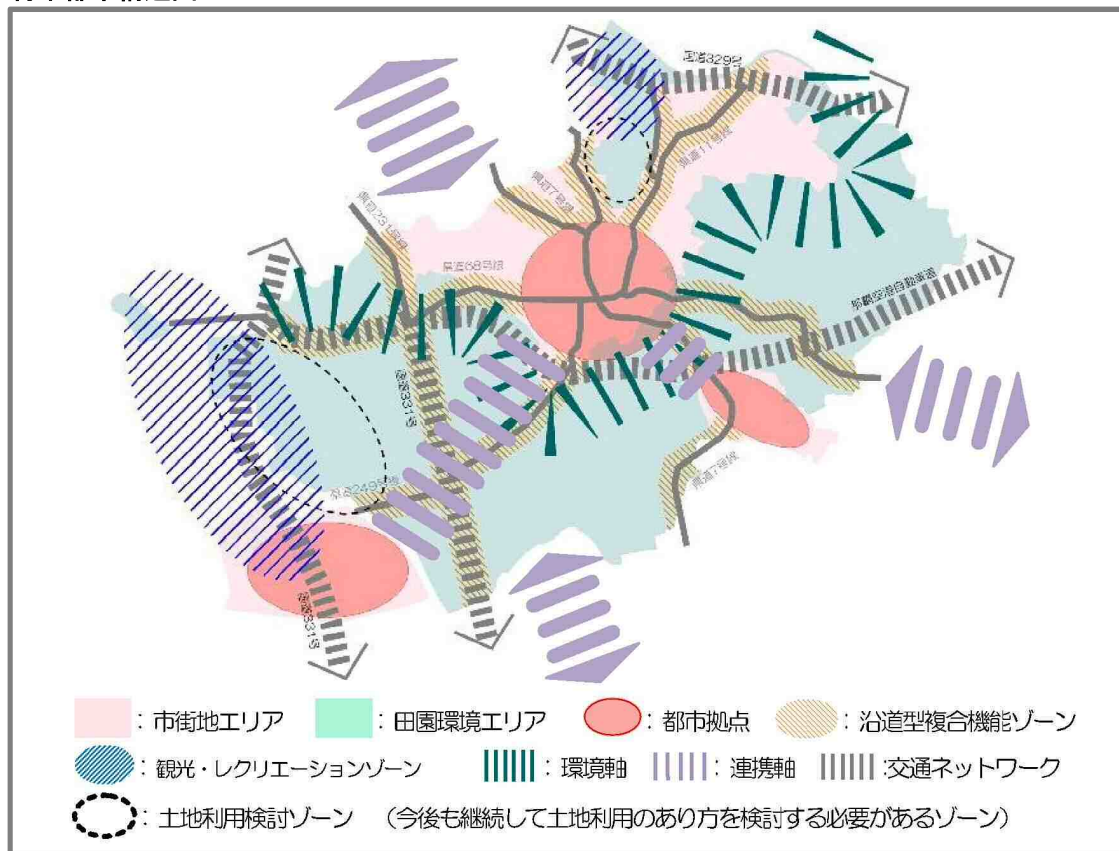 国道329号
県道11号線
県道7号線
県道231号線
県道68号線
那覇空港自動車道
国道331号
県道249号線
県道7号線
国道331号
：市街地エリア
：田園環境エリア
：都市拠点
：沿道型複合機能ゾーン
：観光・レクリエーションゾーン
：環境軸
：連携軸
：交通ネットワーク
：土地利用検討ゾーン （今後も継続して土地利用のあり方を検討する必要があるゾーン）